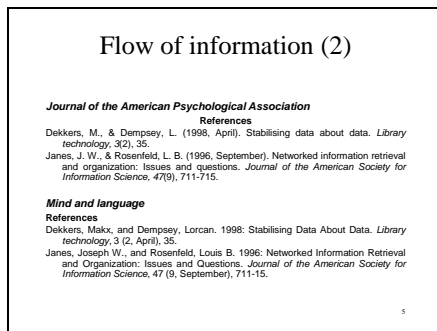 Flow of information (2)
Journal of the American Psychological Association
References
Dekkers, M., & Dempsey, L. (1998, April). Stabilising data about data. Library
technology, 3(2), 35.
Janes, J. W., & Rosenfeld, L. B. (1996, September). Networked information retrieval
and organization: Issues and questions. Journal of the American Society for
Information Science, 47(9), 711-715.
Mind and language
References
Dekkers, Makx, and Dempsey, Lorcan. 1998: Stabilising Data About Data. Library
technology, 3 (2, April), 35.
Janes, Joseph W., and Rosenfeld, Louis B. 1996: Networked Information Retrieval
and Organization: Issues and Questions. Journal of the American Society for
Information Science, 47 (9, September), 711-15.
5